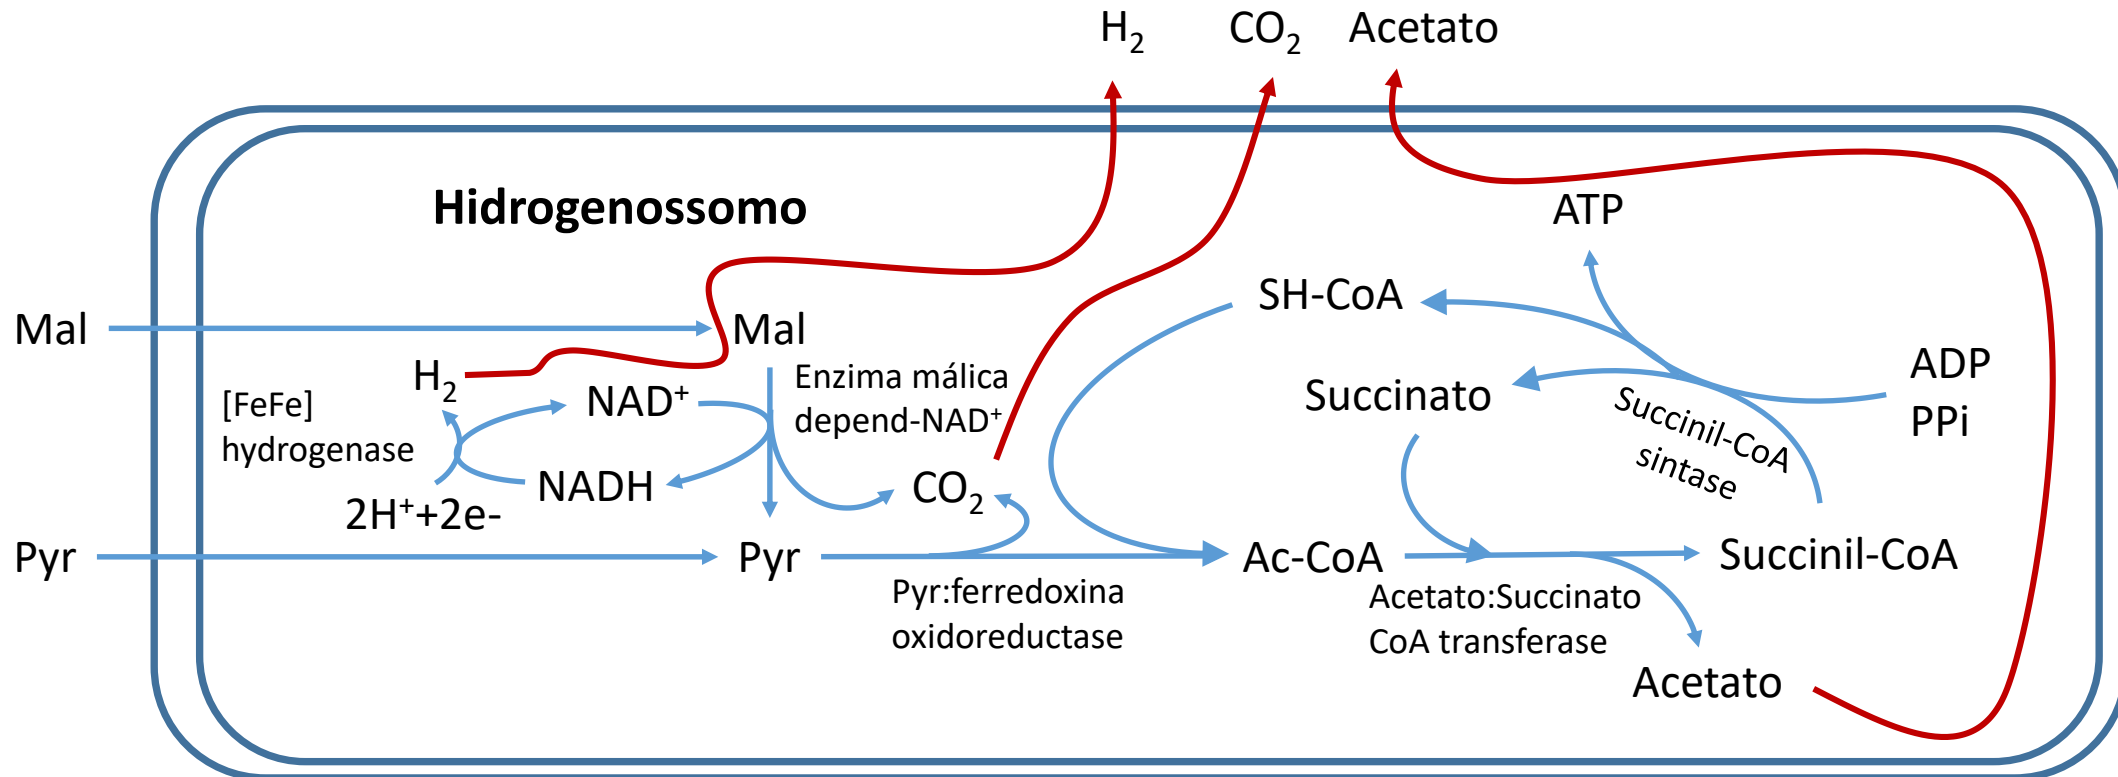 H₂
CO₂
Acetato
Hidrogenossomo
ATP
SH-CoA
Mal
Mal
H₂
NAD⁺
Enzima málica
depend-NAD⁺
[FeFe]
hydrogenase
Succinato
ADP
PPi
Succinil-CoA
sintase
NADH
CO₂
2H⁺+2e-
Pyr
Pyr
Ac-CoA
Succinil-CoA
Pyr:ferredoxina
oxidoreductase
Acetato:Succinato
CoA transferase
Acetato